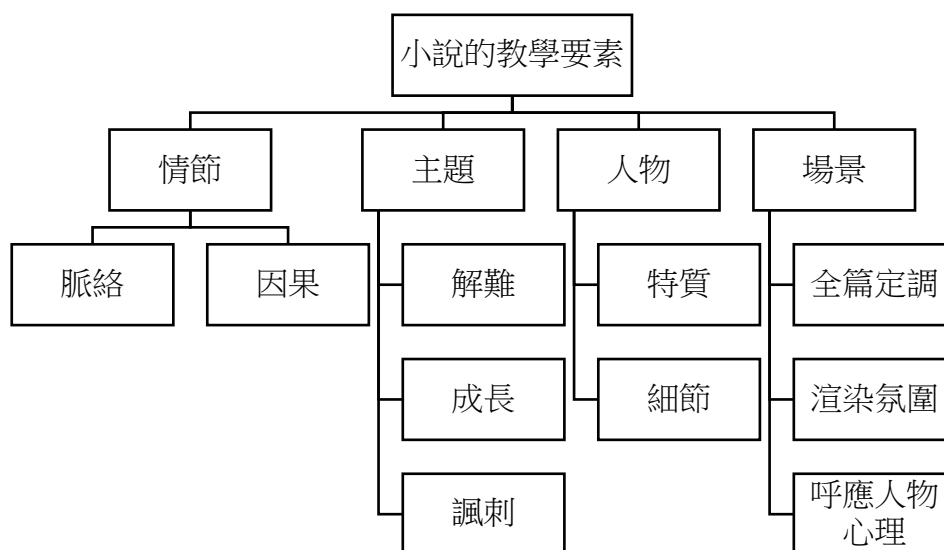 小說的教學要素
情節
主題
人物
場景
脈絡
因果
解難
特質
全篇定調
成長
細節
渲染氛圍
諷刺
呼應人物
心理